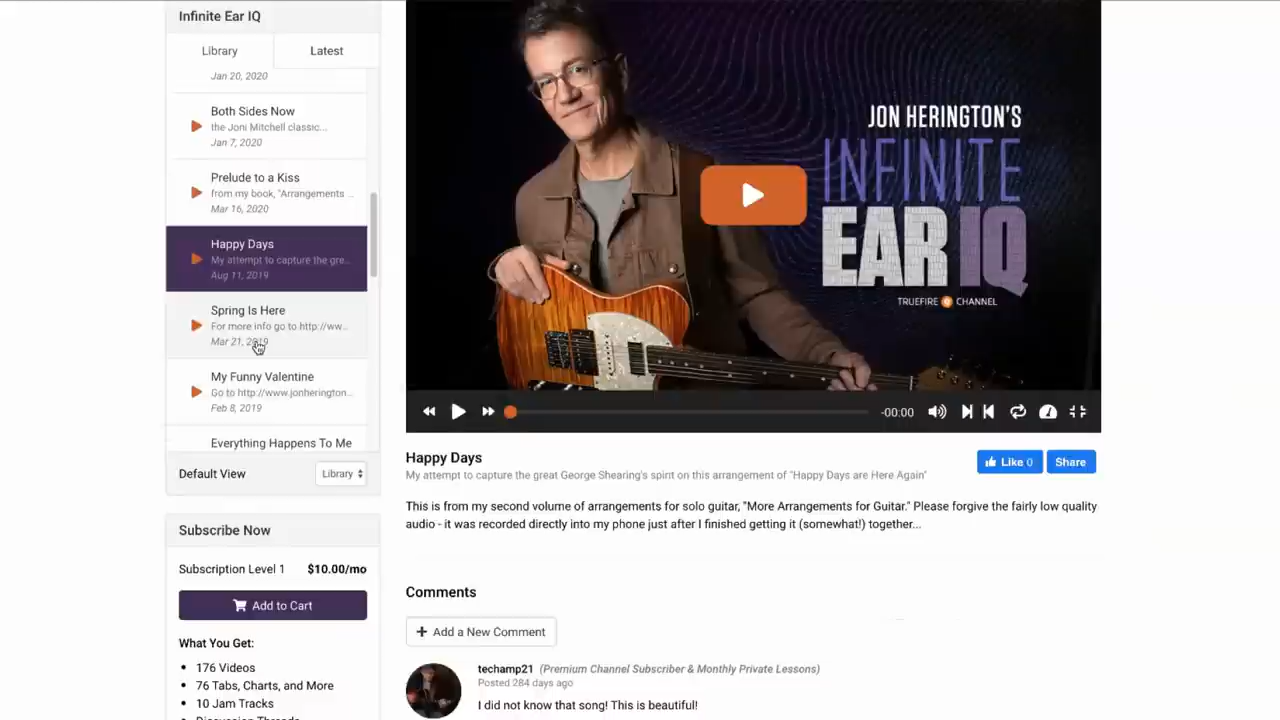 Infinite Ear IQ
Library
Latest
Jan 20, 2020
Both Sides Now
the Joni Mitchell classic...
Jan 7, 2020
Prelude to a Kiss
from my book, "Arrangements ...
Mar 16, 2020
Happy Days
My attempt to capture the gre...
Aug 11, 2019
Spring Is Here
For more info go to http://ww...
Mar 21, 2019
My Funny Valentine
Go to http://www.jonherington...
Feb 8, 2019
Everything Happens To Me
Default View
Library
Subscribe Now
Subscription Level 1 $10.00/mo
Add to Cart
What You Get:
• 176 Videos
• 76 Tabs, Charts, and More
• 10 Jam Tracks
• Discussion Threads
JON HERINGTON'S
INFINITE
EAR IQ
TRUEFIRE CHANNEL
-00:00
Happy Days
My attempt to capture the great George Shearing's spirt on this arrangement of "Happy Days are Here Again"
Like 0
Share
This is from my second volume of arrangements for solo guitar, "More Arrangements for Guitar." Please forgive the fairly low quality
audio - it was recorded directly into my phone just after I finished getting it (somewhat!) together...
Comments
+ Add a New Comment
techamp21 (Premium Channel Subscriber & Monthly Private Lessons)
Posted 284 days ago
I did not know that song! This is beautiful!